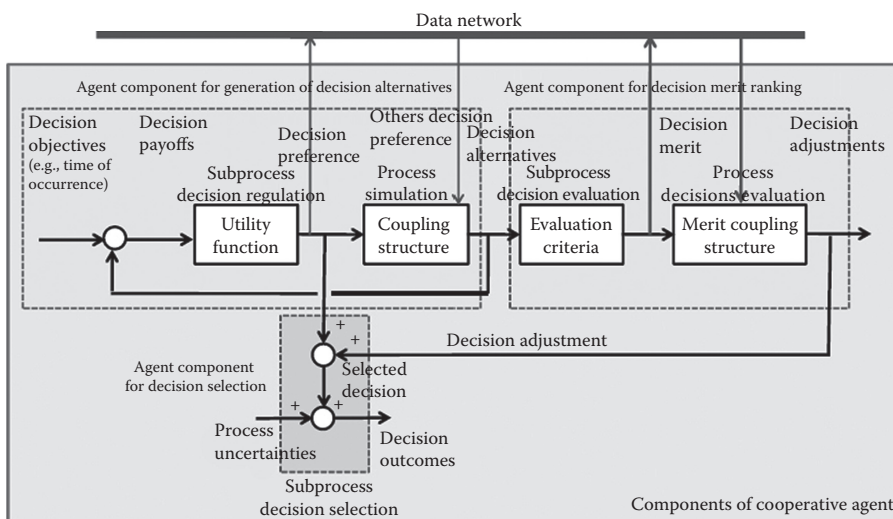 Data network
Agent component for generation of decision alternatives
Agent component for decision merit ranking
Decision
objectives
(e.g., time of
occurrence)
Decision
payoffs
Decision
preference
Others decision
preference
Decision
alternatives
Decision
merit
Decision
adjustments
Subprocess
decision regulation
Process
simulation
Subprocess
decision evaluation
Process
decisions evaluation
Utility
function
Coupling
structure
Evaluation
criteria
Merit coupling
structure
+
+
Decision adjustment
Agent component
for decision selection
Selected
decision
+
+
Process
uncertainties
Decision
outcomes
Subprocess
decision selection
Components of cooperative agent